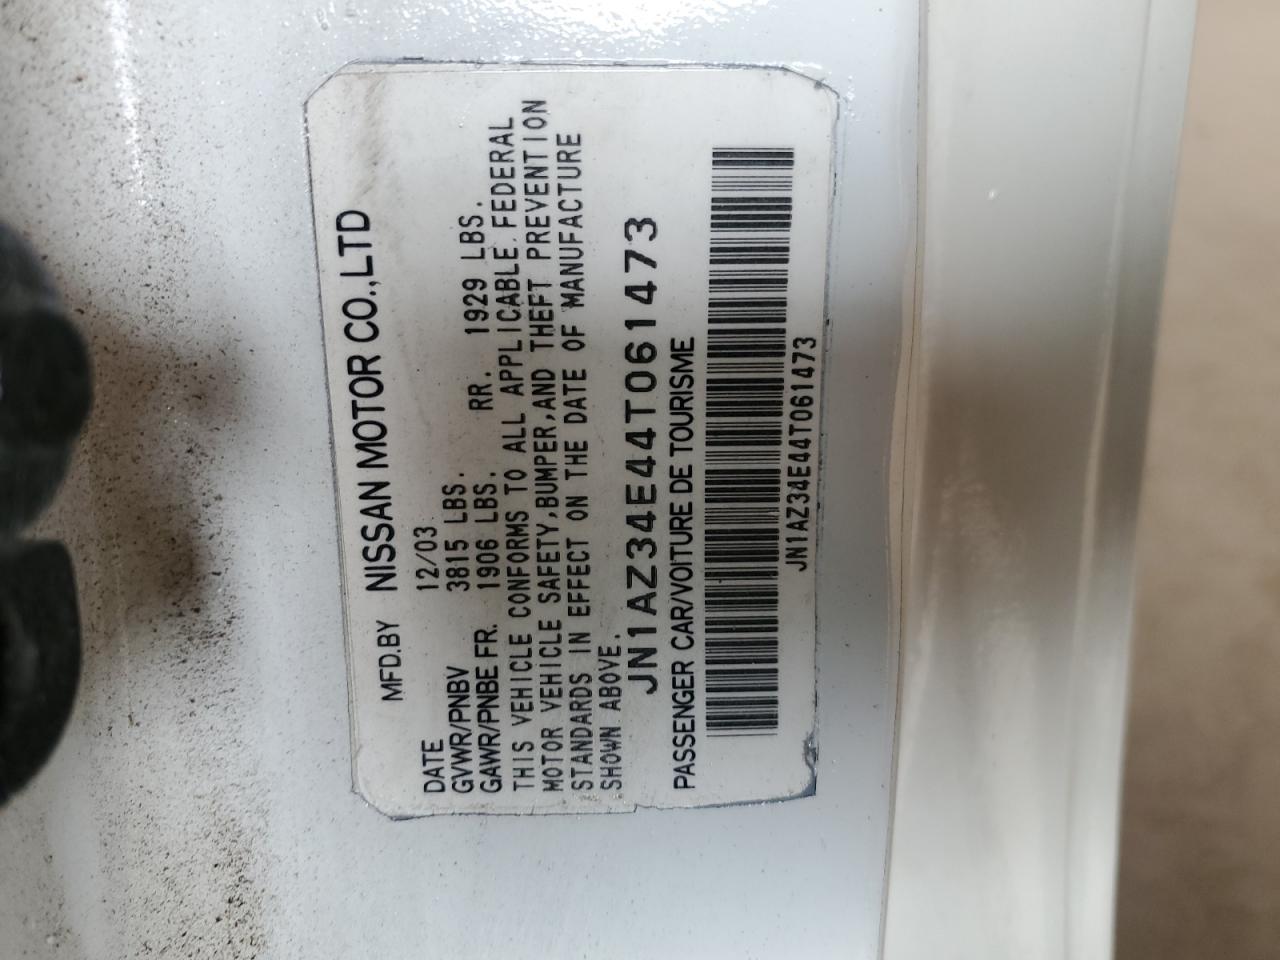 MFD.BY NISSAN MOTOR CO.,LTD
DATE 12/03
GVWR/PNBV 3815 LBS.
GAWR/PNBE FR. 1906 LBS. RR. 1929 LBS.
THIS VEHICLE CONFORMS TO ALL APPLICABLE FEDERAL
MOTOR VEHICLE SAFETY,BUMPER,AND THEFT PREVENTION
STANDARDS IN EFFECT ON THE DATE OF MANUFACTURE
SHOWN ABOVE.
JN1AZ34E44T061473
PASSENGER CAR/VOITURE DE TOURISME
JN1AZ34E44T061473